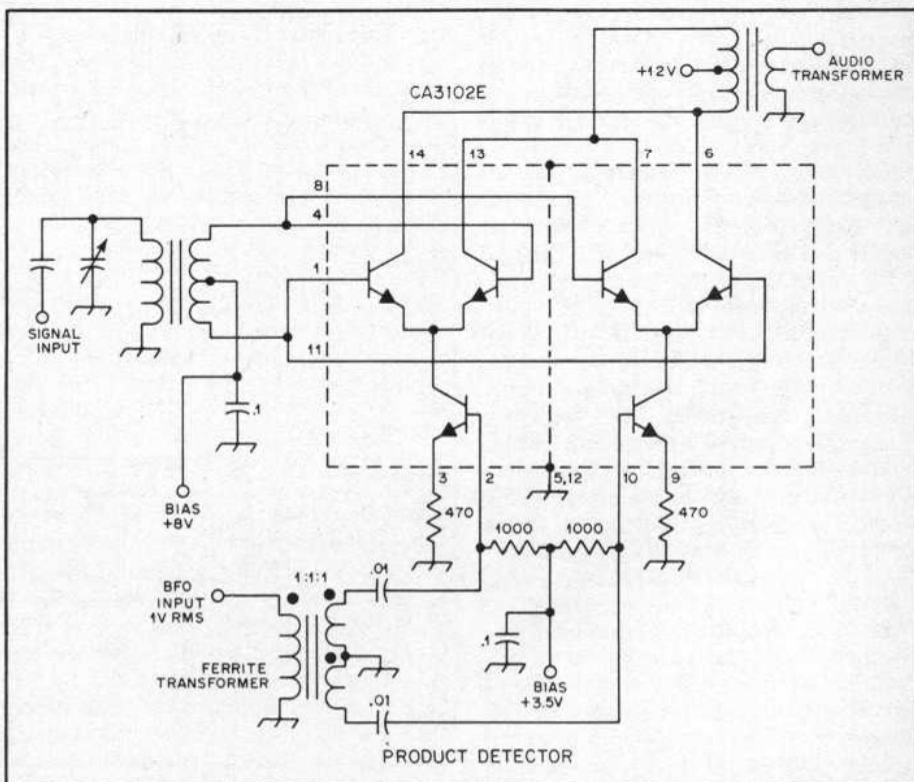 AUDIO
TRANSFORMER
+12V
CA3102E
14
13
7
6
8
4
1
11
SIGNAL
INPUT
.1
BIAS
+8V
3
2
5,12
10
9
470
1000
1000
470
BFO
INPUT
1V RMS
1:1:1
.01
FERRITE
TRANSFORMER
.1
BIAS
+3.5V
.01
PRODUCT DETECTOR